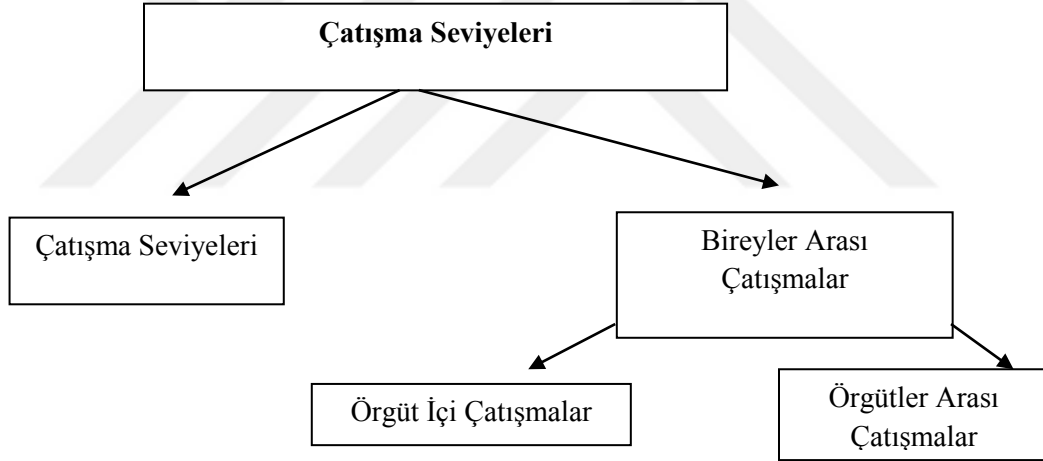 Çatışma Seviyeleri
Çatışma Seviyeleri
Bireyler Arası
Çatışmalar
Örgüt İçi Çatışmalar
Örgütler Arası
Çatışmalar